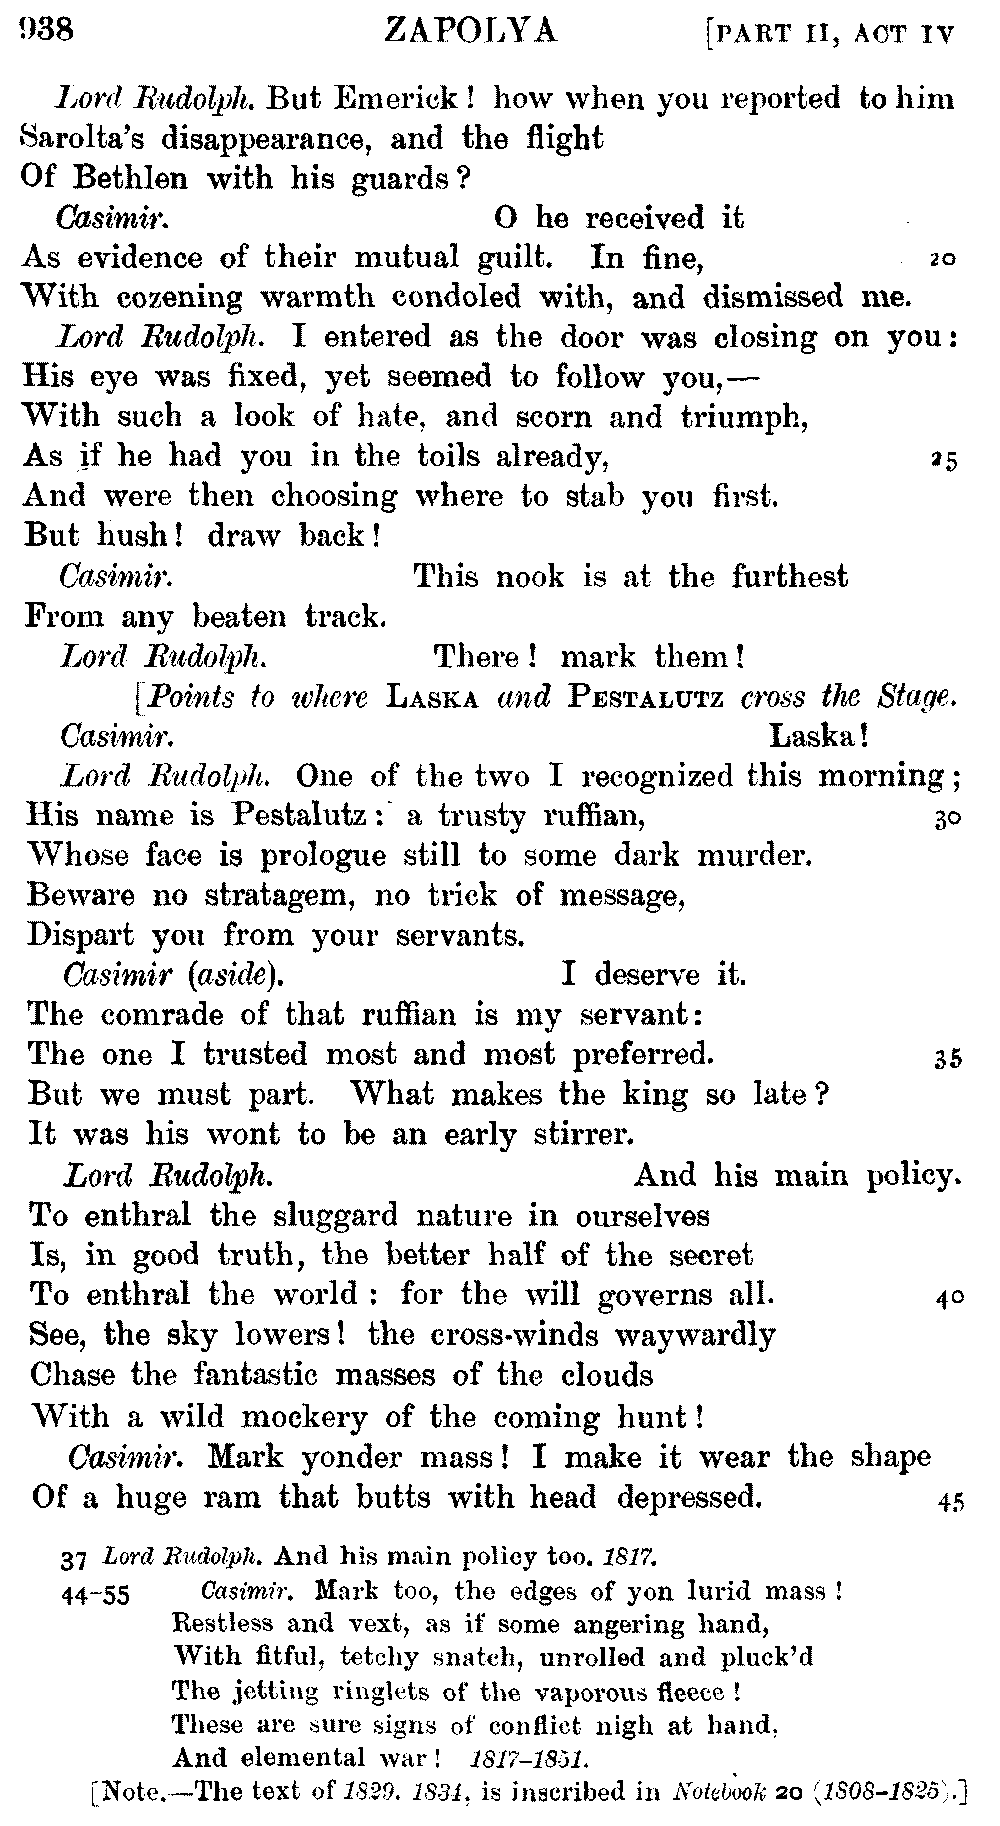 938 ZAPOLYA [PART II, ACT IV
Lord Rudolph. But Emerick! how when you reported to him
Sarolta's disappearance, and the flight
Of Bethlen with his guards?
Casimir. O he received it
As evidence of their mutual guilt. In fine, 20
With cozening warmth condoled with, and dismissed me.
Lord Rudolph. I entered as the door was closing on you:
His eye was fixed, yet seemed to follow you,—
With such a look of hate, and scorn and triumph,
As if he had you in the toils already, 25
And were then choosing where to stab you first.
But hush! draw back!
Casimir. This nook is at the furthest
From any beaten track.
Lord Rudolph. There! mark them!
[Points to where LASKA and PESTALUTZ cross the Stage.
Casimir. Laska!
Lord Rudolph. One of the two I recognized this morning;
His name is Pestalutz: a trusty ruffian, 30
Whose face is prologue still to some dark murder.
Beware no stratagem, no trick of message,
Dispart you from your servants.
Casimir (aside). I deserve it.
The comrade of that ruffian is my servant:
The one I trusted most and most preferred. 35
But we must part. What makes the king so late?
It was his wont to be an early stirrer.
Lord Rudolph. And his main policy.
To enthral the sluggard nature in ourselves
Is, in good truth, the better half of the secret
To enthral the world: for the will governs all. 40
See, the sky lowers! the cross-winds waywardly
Chase the fantastic masses of the clouds
With a wild mockery of the coming hunt!
Casimir. Mark yonder mass! I make it wear the shape
Of a huge ram that butts with head depressed. 45
37 Lord Rudolph. And his main policy too. 1817.
44–55 Casimir. Mark too, the edges of yon lurid mass!
Restless and vext, as if some angering hand,
With fitful, tetchy snatch, unrolled and pluck'd
The jetting ringlets of the vaporous fleece!
These are sure signs of conflict nigh at hand,
And elemental war! 1817–1851.
[Note.—The text of 1829, 1831, is inscribed in Notebook 20 (1808–1825).]